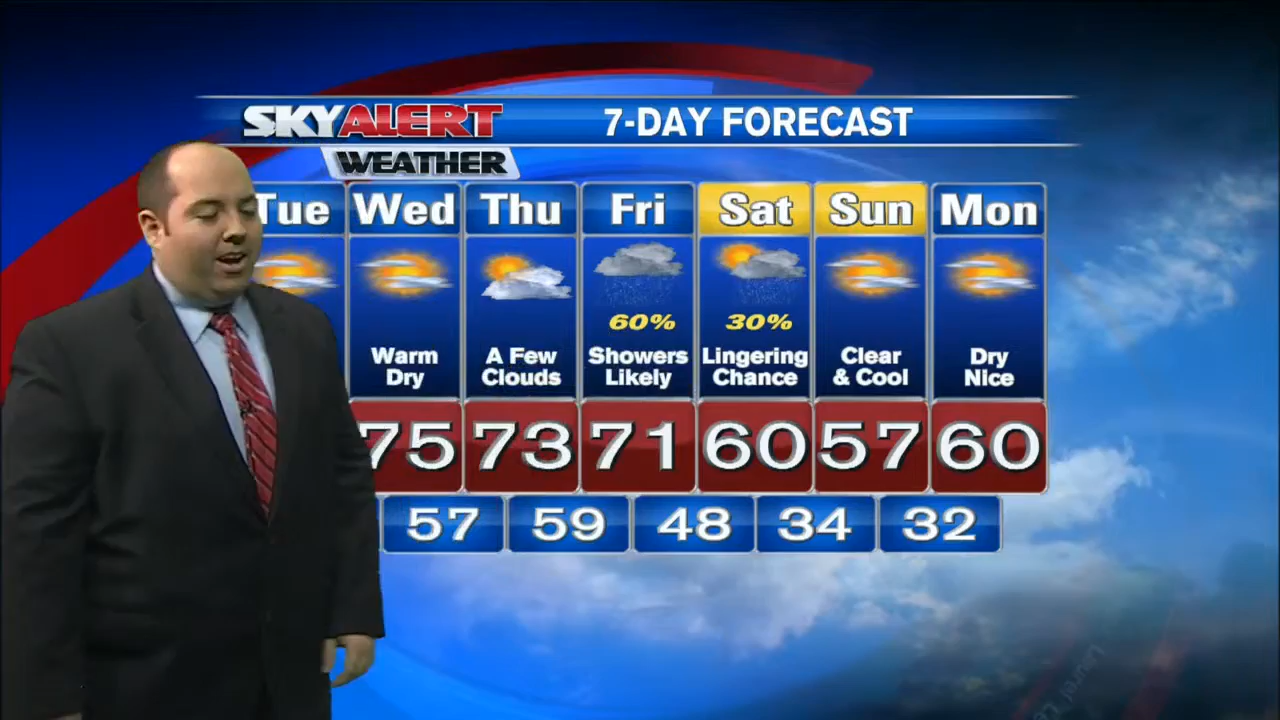 SKYALERT
WEATHER
7-DAY FORECAST
Tue Wed Thu Fri Sat Sun Mon
60% 30%
Warm Dry
A Few Clouds
Showers Likely
Lingering Chance
Clear & Cool
Dry Nice
75 73 71 60 57 60
57 59 48 34 32